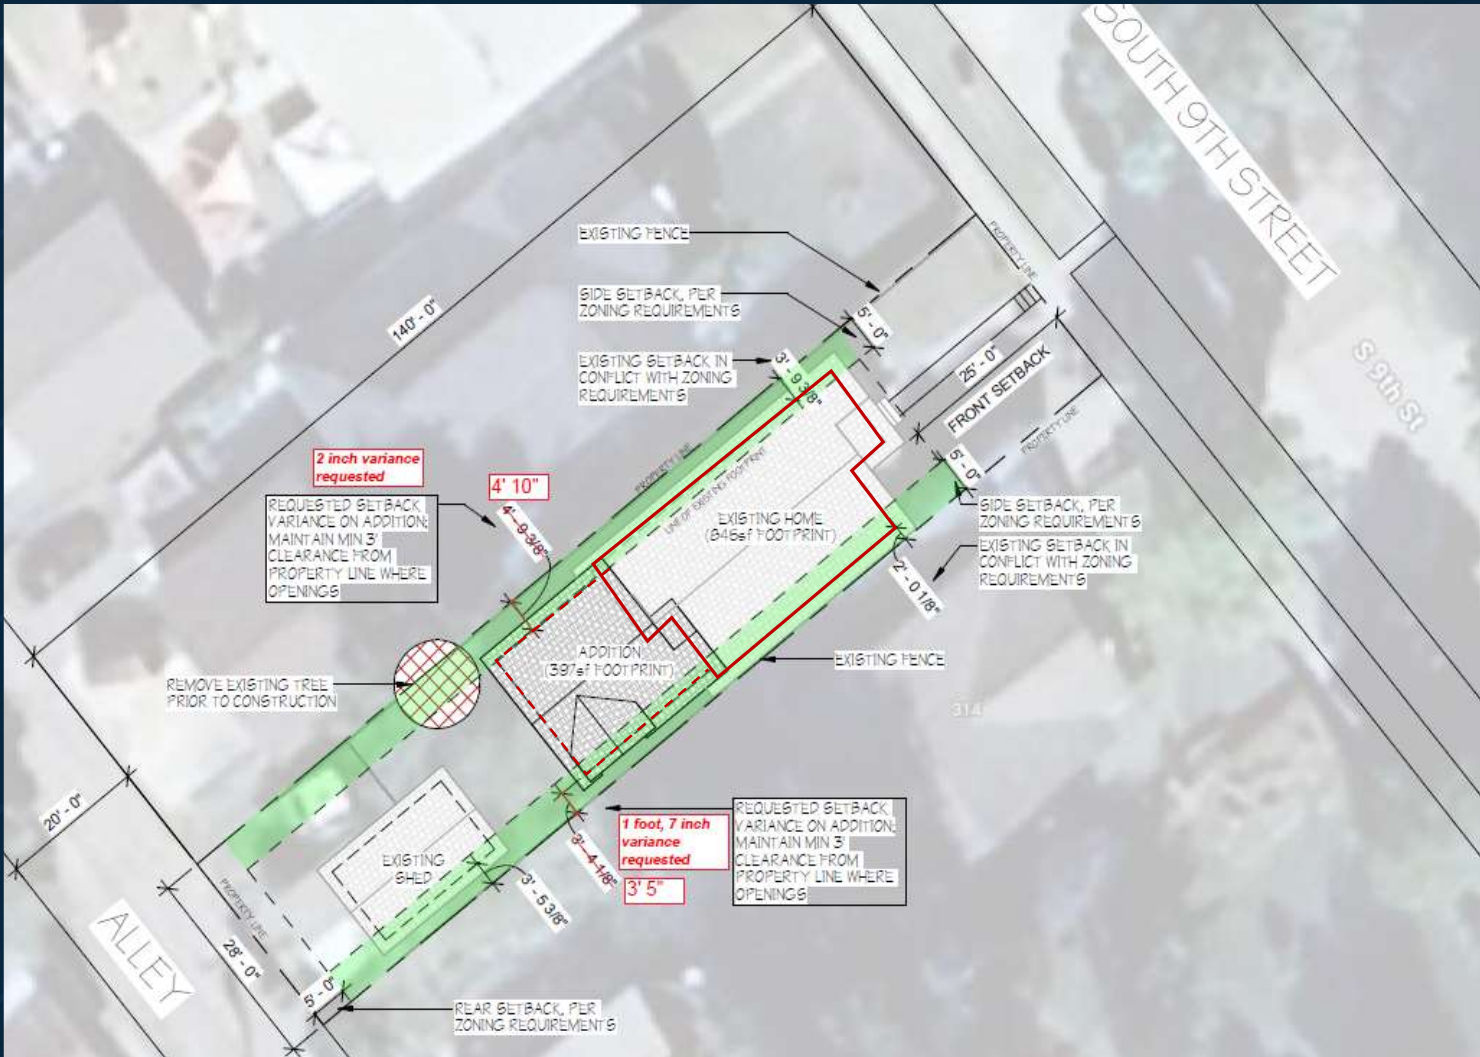 SOUTH 9TH STREET
S 9th St
EXISTING FENCE
PROPERTY LINE
SIDE SETBACK, PER
ZONING REQUIREMENTS
5' - 0"
140' - 0"
EXISTING SETBACK IN
CONFLICT WITH ZONING
REQUIREMENTS
3' - 9 3/8"
25' - 0"
FRONT SETBACK
PROPERTY LINE
2 inch variance
requested
4' 10"
4' - 9 3/8"
REQUESTED SETBACK
VARIANCE ON ADDITION;
MAINTAIN MIN 3'
CLEARANCE FROM
PROPERTY LINE WHERE
OPENINGS
PROPERTY LINE
LINE OF EXISTING FOOTPRINT
EXISTING HOME
(846sf FOOTPRINT)
5' - 0"
SIDE SETBACK, PER
ZONING REQUIREMENTS
EXISTING SETBACK IN
CONFLICT WITH ZONING
REQUIREMENTS
2' - 0 1/8"
ADDITION
(397sf FOOTPRINT)
EXISTING FENCE
REMOVE EXISTING TREE
PRIOR TO CONSTRUCTION
314
20' - 0"
1 foot, 7 inch
variance
requested
3' 5"
3' - 4 1/8"
REQUESTED SETBACK
VARIANCE ON ADDITION;
MAINTAIN MIN 3'
CLEARANCE FROM
PROPERTY LINE WHERE
OPENINGS
EXISTING
SHED
3' - 5 3/8"
PROPERTY LINE
ALLEY
28' - 0"
5' - 0"
REAR SETBACK, PER
ZONING REQUIREMENTS